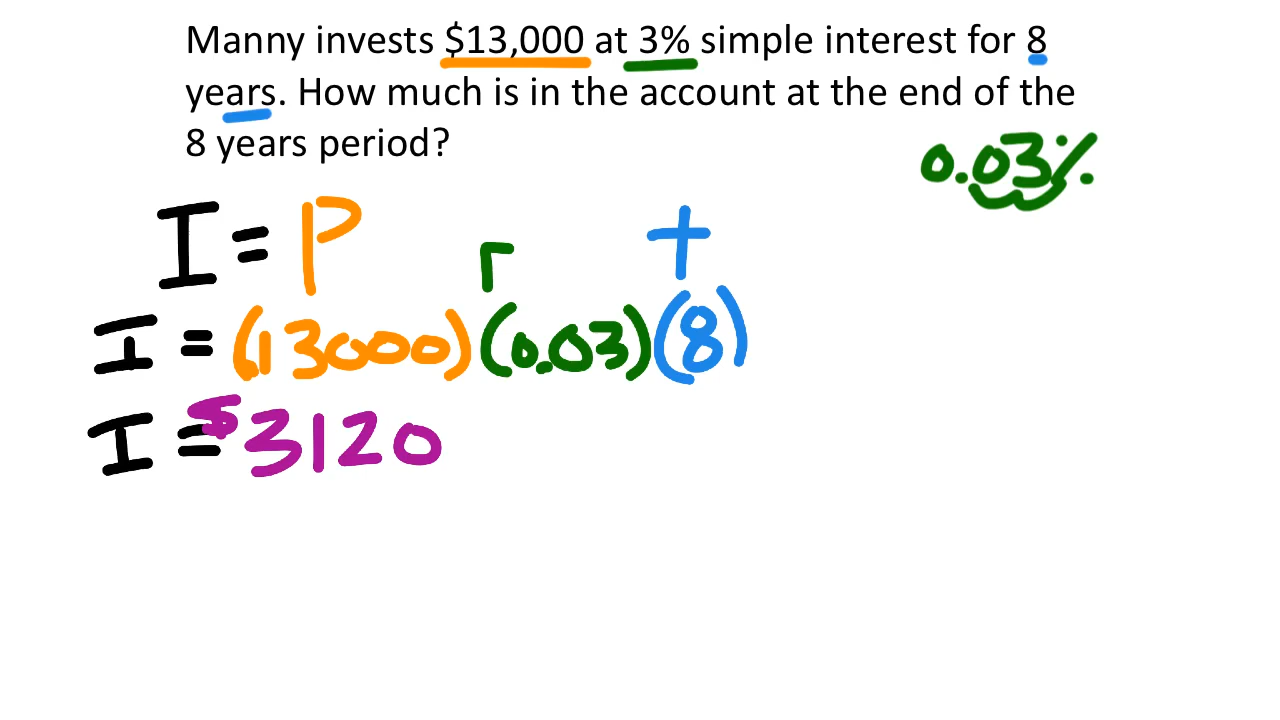 Manny invests $13,000 at 3% simple interest for 8
years. How much is in the account at the end of the
8 years period?
0.03%
I = P r t
I = (13000)(0.03)(8)
I = $3120